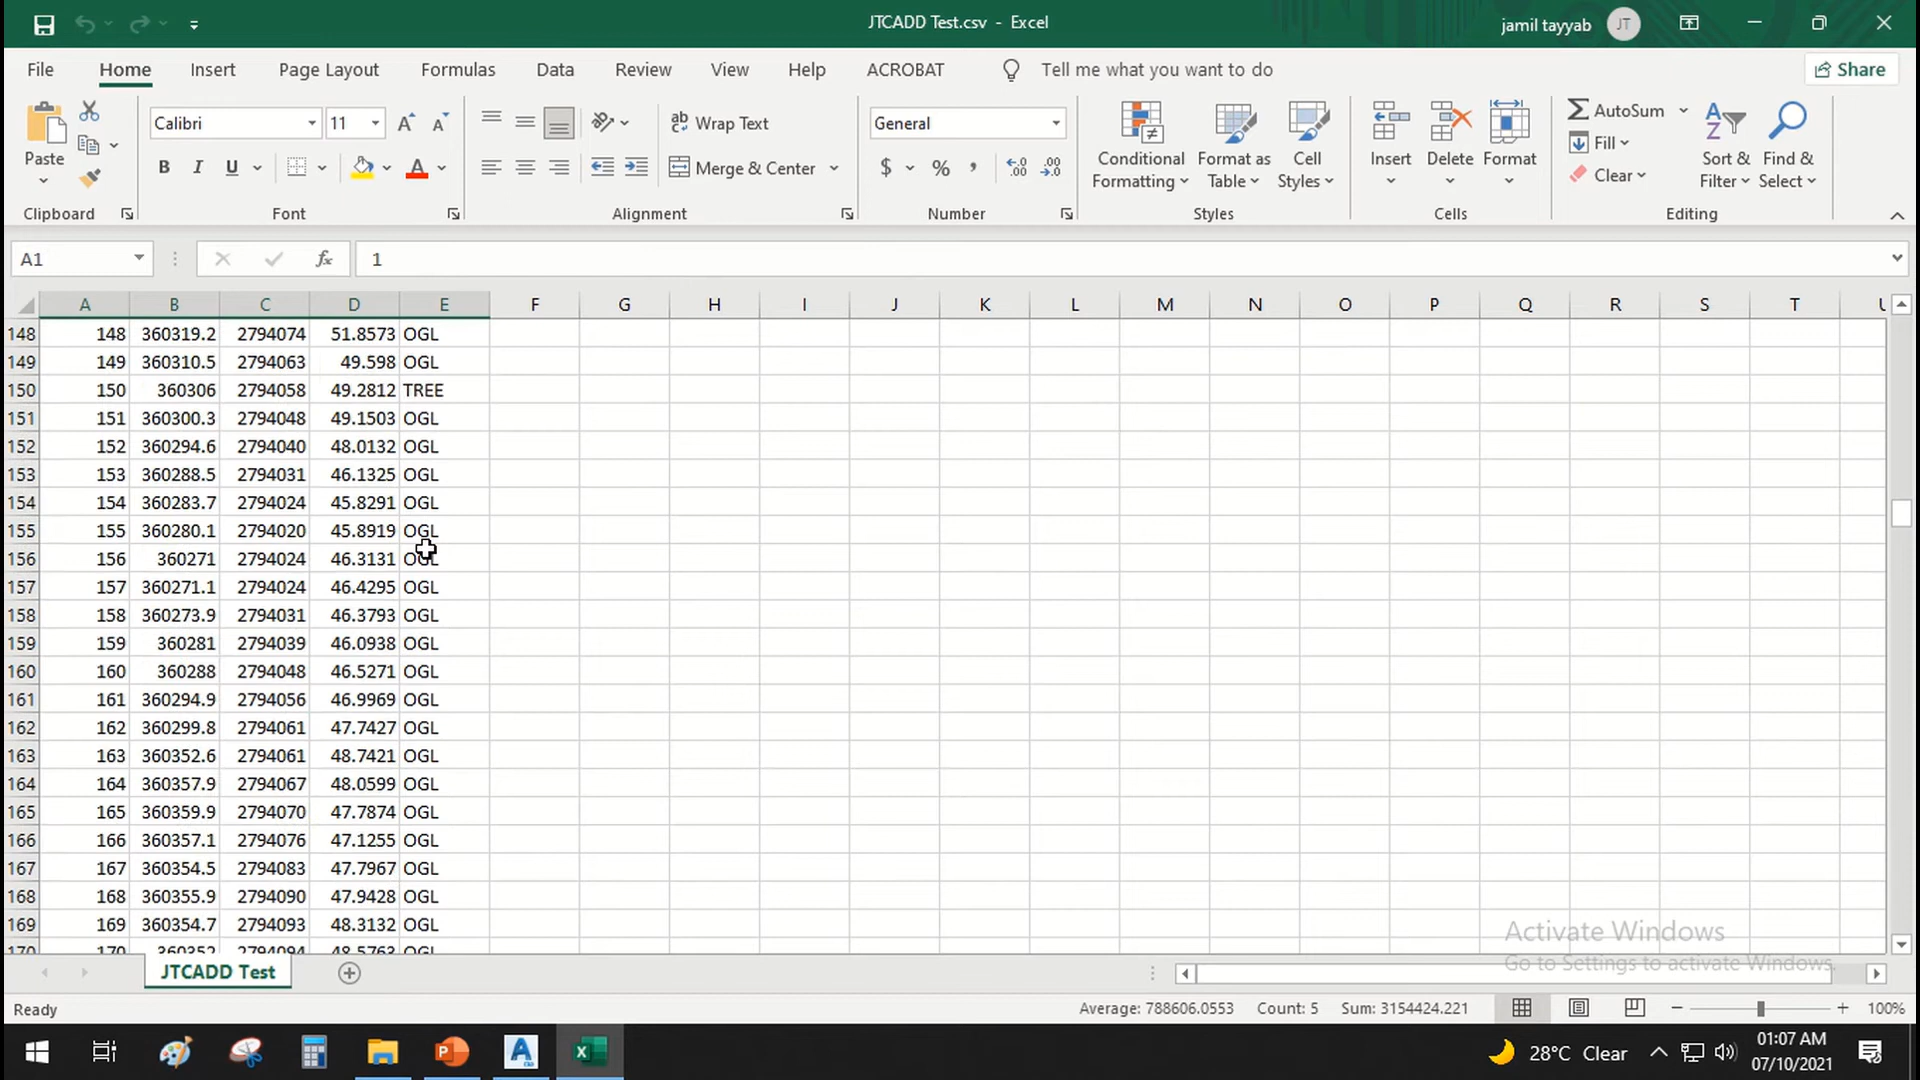 JTCADD Test.csv - Excel
jamil tayyab JT
File Home Insert Page Layout Formulas Data Review View Help ACROBAT Tell me what you want to do Share
Paste
Clipboard
Calibri 11
B I U
Font
ab Wrap Text
Merge & Center
Alignment
General
$ % ,
Number
Conditional Formatting
Format as Table
Cell Styles
Styles
Insert Delete Format
Cells
AutoSum
Fill
Clear
Sort & Filter
Find & Select
Editing
A1 fx 1
A B C D E F G H I J K L M N O P Q R S T
148 148 360319.2 2794074 51.8573 OGL
149 149 360310.5 2794063 49.598 OGL
150 150 360306 2794058 49.2812 TREE
151 151 360300.3 2794048 49.1503 OGL
152 152 360294.6 2794040 48.0132 OGL
153 153 360288.5 2794031 46.1325 OGL
154 154 360283.7 2794024 45.8291 OGL
155 155 360280.1 2794020 45.8919 OGL
156 156 360271 2794024 46.3131 OGL
157 157 360271.1 2794024 46.4295 OGL
158 158 360273.9 2794031 46.3793 OGL
159 159 360281 2794039 46.0938 OGL
160 160 360288 2794048 46.5271 OGL
161 161 360294.9 2794056 46.9969 OGL
162 162 360299.8 2794061 47.7427 OGL
163 163 360352.6 2794061 48.7421 OGL
164 164 360357.9 2794067 48.0599 OGL
165 165 360359.9 2794070 47.7874 OGL
166 166 360357.1 2794076 47.1255 OGL
167 167 360354.5 2794083 47.7967 OGL
168 168 360355.9 2794090 47.9428 OGL
169 169 360354.7 2794093 48.3132 OGL
170 170 360352 2794094 48.5763 OGL
Activate Windows
Go to Settings to activate Windows.
JTCADD Test
Ready Average: 788606.0553 Count: 5 Sum: 3154424.221 100%
28°C Clear
01:07 AM
07/10/2021